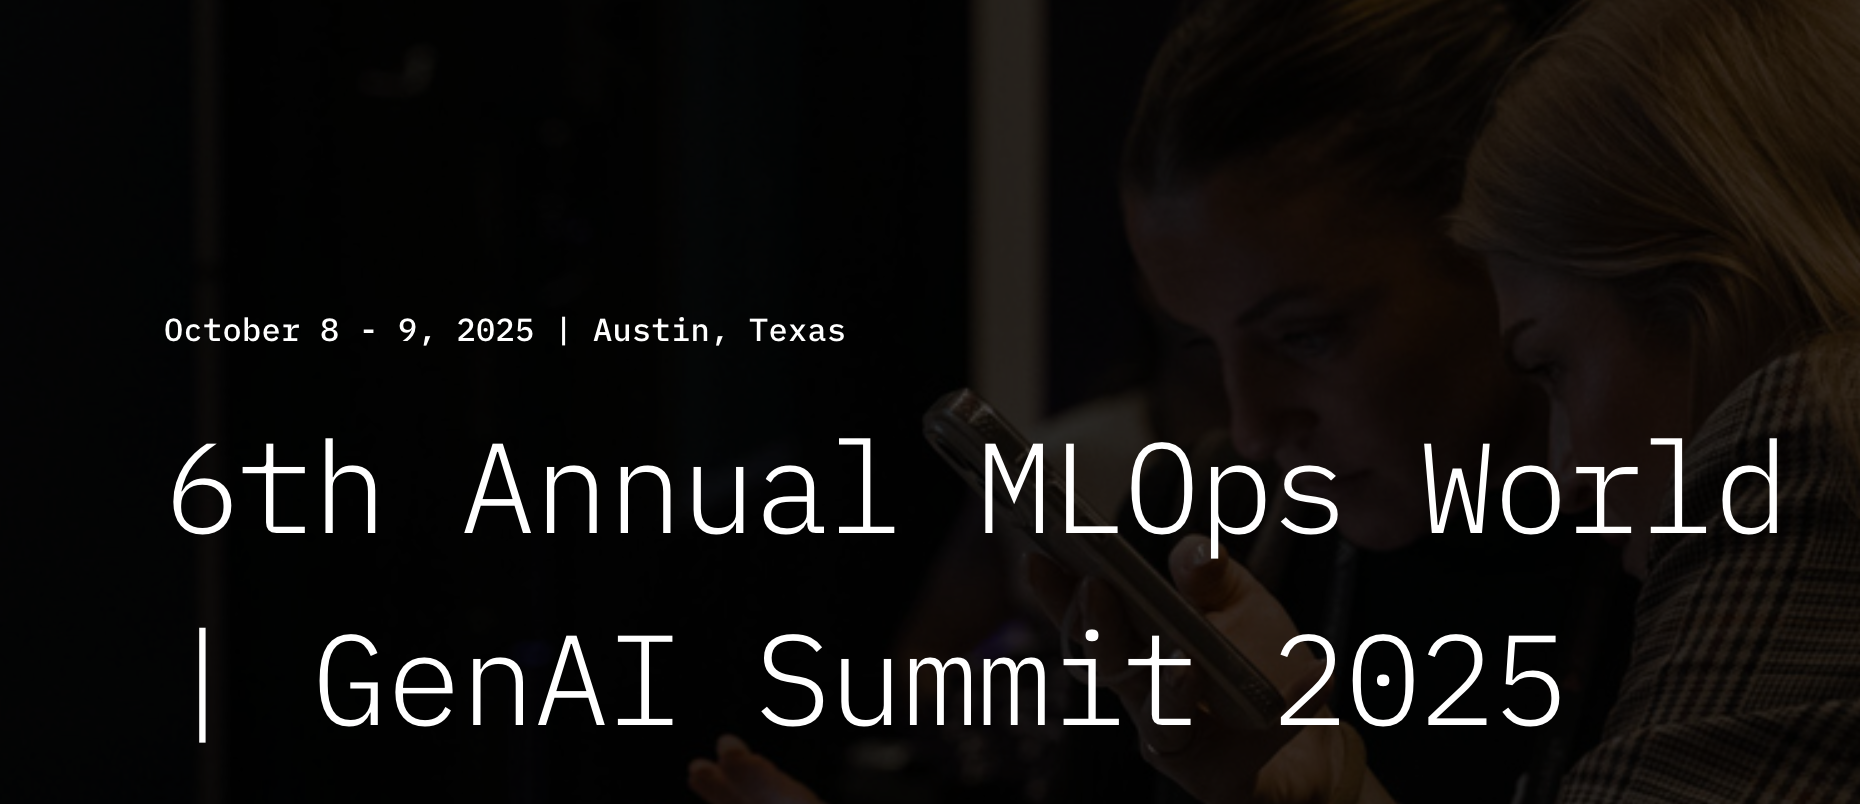 October 8 - 9, 2025 | Austin, Texas
6th Annual MLOps World
| GenAI Summit 2025